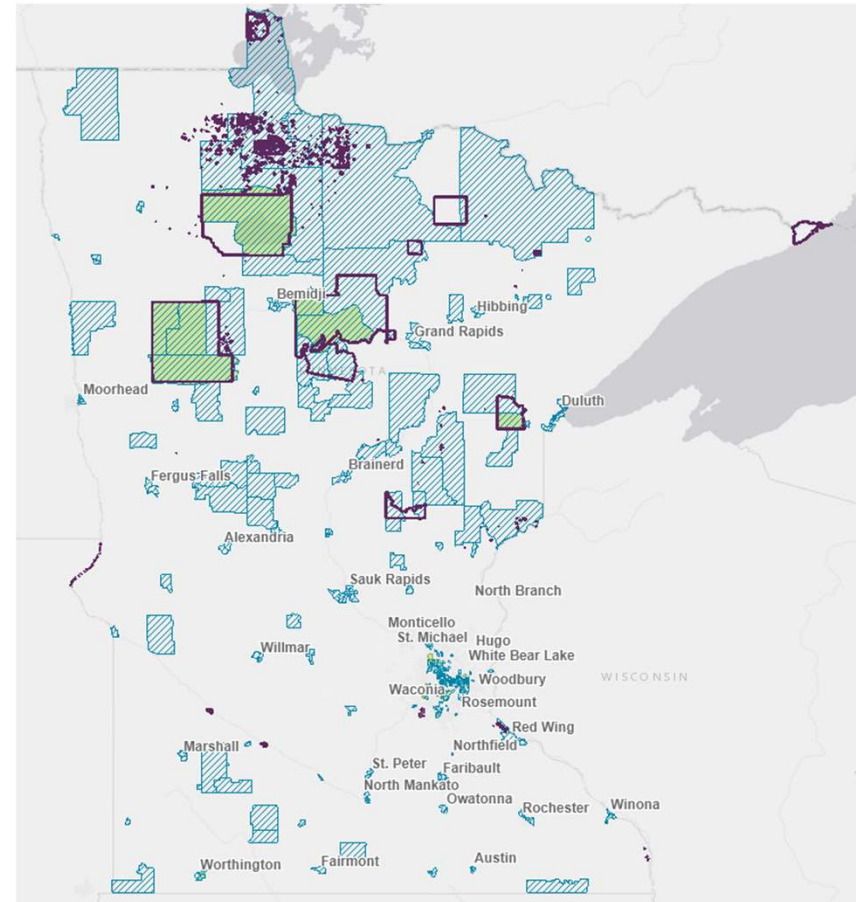 Bemidji
Hibbing
Grand Rapids
OTA
Moorhead
Duluth
Brainerd
Fergus Falls
Alexandria
Sauk Rapids
North Branch
Monticello
St. Michael
Hugo
Willmar
White Bear Lake
Woodbury
WISCONSIN
Waconia
Rosemount
Red Wing
Marshall
Northfield
St. Peter
Faribault
North Mankato
Owatonna
Rochester
Winona
Worthington
Fairmont
Austin